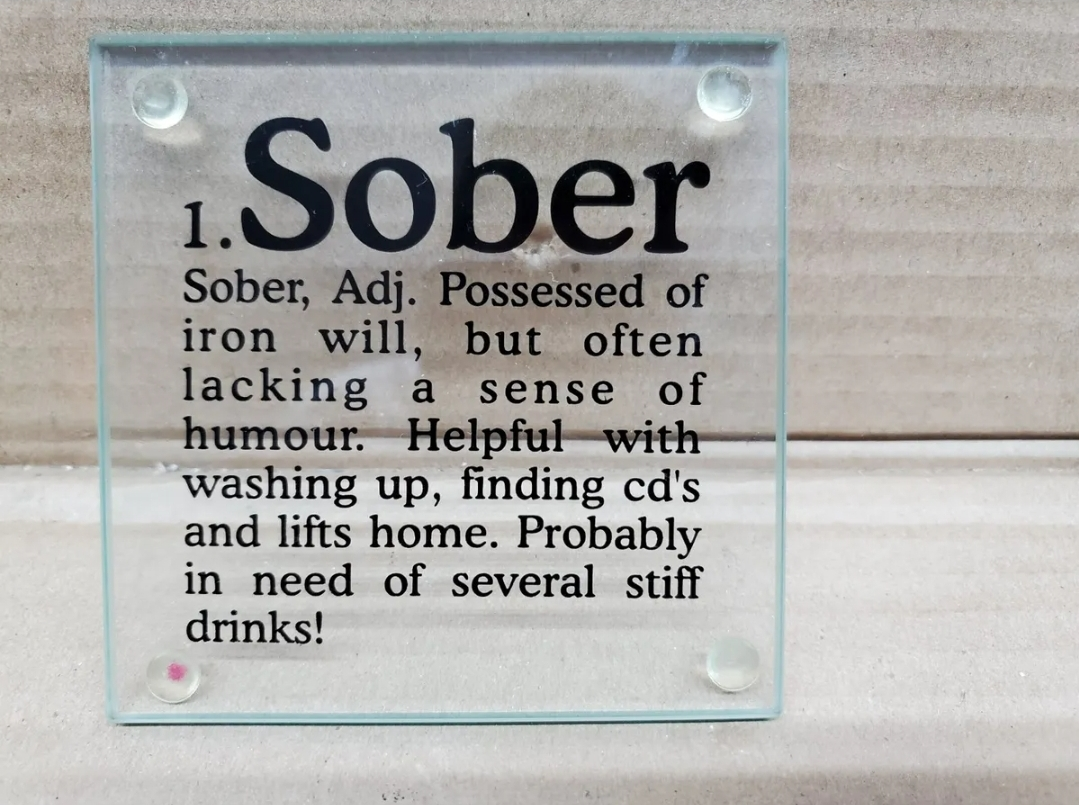 1. Sober
Sober, Adj. Possessed of
iron will, but often
lacking a sense of
humour. Helpful with
washing up, finding cd's
and lifts home. Probably
in need of several stiff
drinks!